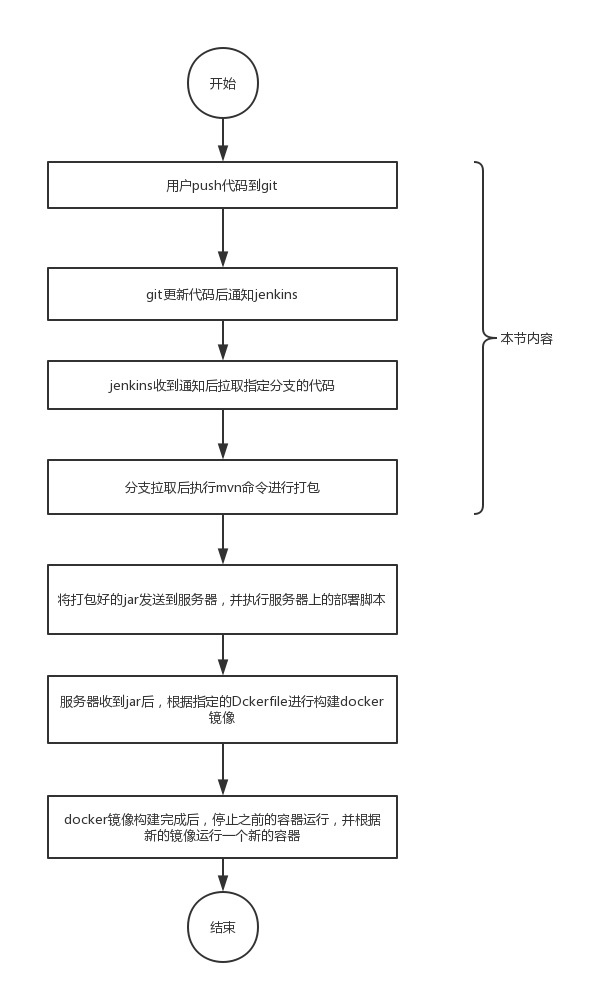 开始
用户push代码到git
git更新代码后通知jenkins
本节内容
jenkins收到通知后拉取指定分支的代码
分支拉取后执行mvn命令进行打包
将打包好的jar发送到服务器，并执行服务器上的部署脚本
服务器收到jar后，根据指定的Dckerfile进行构建docker
镜像
docker镜像构建完成后，停止之前的容器运行，并根据
新的镜像运行一个新的容器
结束